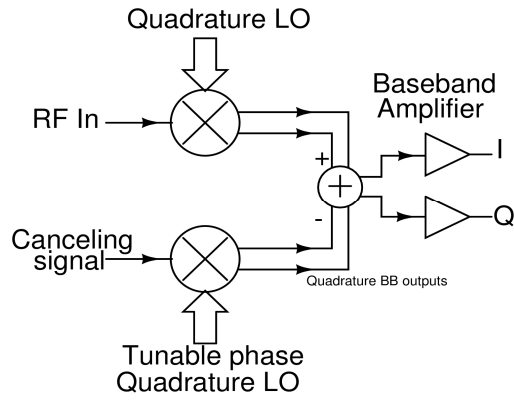 Quadrature LO
RF In
Baseband
Amplifier
I
+
+
-
Q
Canceling
signal
Quadrature BB outputs
Tunable phase
Quadrature LO